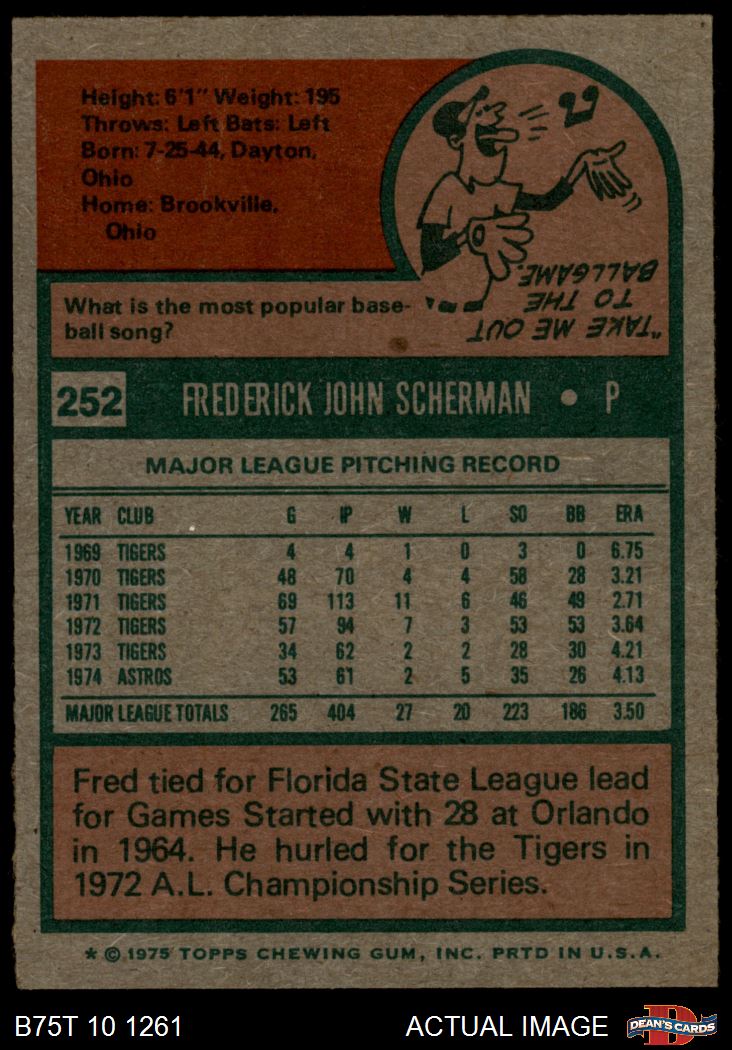 Height: 6'1" Weight: 195
Throws: Left Bats: Left
Born: 7-25-44, Dayton,
Ohio
Home: Brookville,
Ohio
What is the most popular base-
ball song?
"TAKE ME OUT
TO THE
BALLGAME."
252 FREDERICK JOHN SCHERMAN • P
MAJOR LEAGUE PITCHING RECORD
YEAR CLUB G IP W L SO BB ERA
1969 TIGERS 4 4 1 0 3 0 6.75
1970 TIGERS 48 70 4 4 58 28 3.21
1971 TIGERS 69 113 11 6 46 49 2.71
1972 TIGERS 57 94 7 3 53 53 3.64
1973 TIGERS 34 62 2 2 28 30 4.21
1974 ASTROS 53 61 2 5 35 26 4.13
MAJOR LEAGUE TOTALS 265 404 27 20 223 186 3.50
Fred tied for Florida State League lead
for Games Started with 28 at Orlando
in 1964. He hurled for the Tigers in
1972 A.L. Championship Series.
* © 1975 TOPPS CHEWING GUM, INC. PRTD IN U.S.A.
B75T 10 1261 ACTUAL IMAGE DEAN'S CARDS